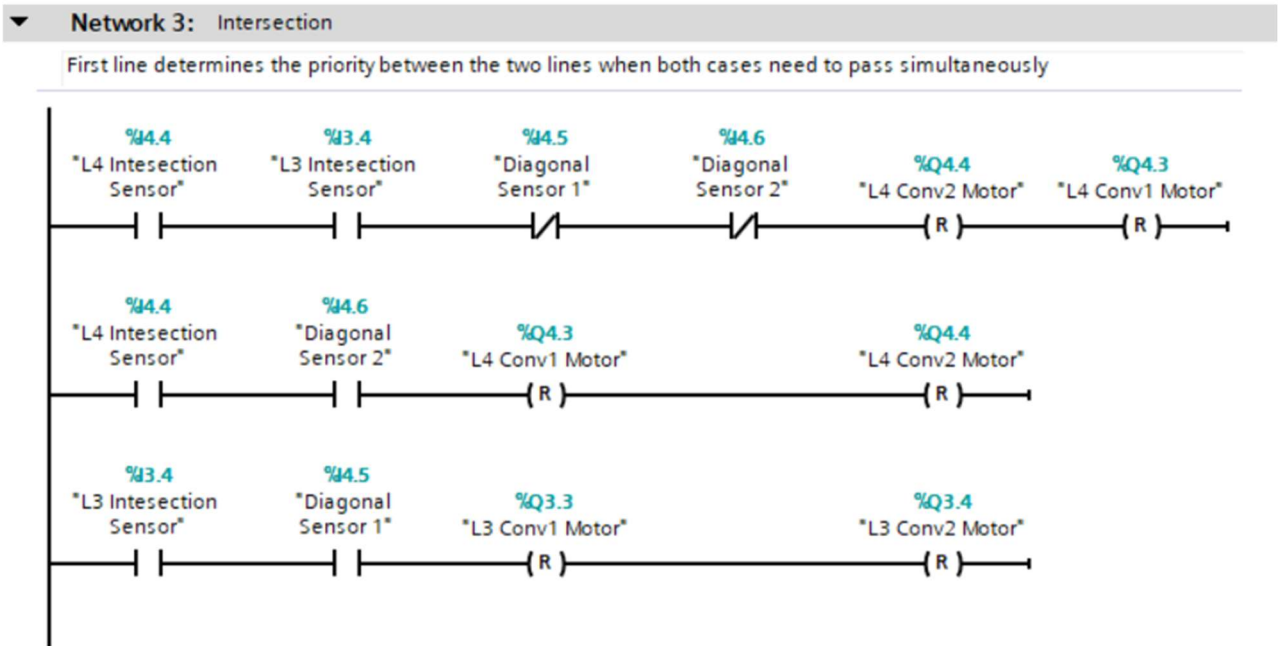 Network 3: Intersection
First line determines the priority between the two lines when both cases need to pass simultaneously
%I4.4 %I3.4 %I4.5 %I4.6
"L4 Intesection "L3 Intesection "Diagonal "Diagonal %Q4.4 %Q4.3
Sensor" Sensor" Sensor 1" Sensor 2" "L4 Conv2 Motor" "L4 Conv1 Motor"
R R
%I4.4 %I4.6
"L4 Intesection "Diagonal %Q4.3 %Q4.4
Sensor" Sensor 2" "L4 Conv1 Motor" "L4 Conv2 Motor"
R R
%I3.4 %I4.5
"L3 Intesection "Diagonal %Q3.3 %Q3.4
Sensor" Sensor 1" "L3 Conv1 Motor" "L3 Conv2 Motor"
R R